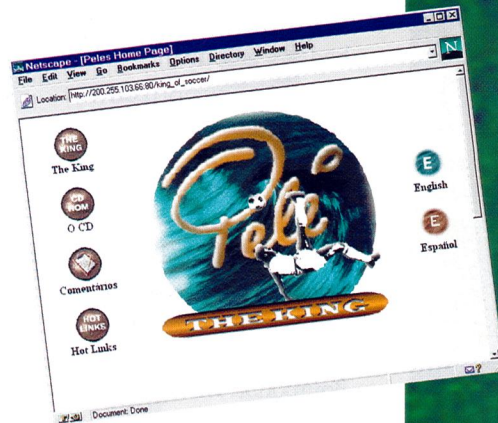 Netscape - [Peles Home Page]
File Edit View Go Bookmarks Options Directory Window Help
N
Location: http://200.255.103.66:80/king_of_soccer/
THE KING
The King
CD ROM
O CD
Comentários
HOT LINKS
Hot Links
Pelé
THE KING
E
English
E
Español
Document: Done